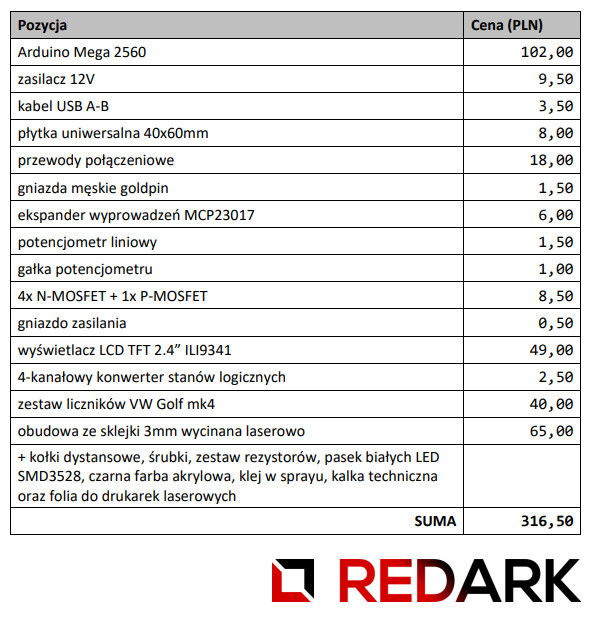 Pozycja Cena (PLN)
Arduino Mega 2560 102,00
zasilacz 12V 9,50
kabel USB A-B 3,50
płytka uniwersalna 40x60mm 8,00
przewody połączeniowe 18,00
gniazda męskie goldpin 1,50
ekspander wyprowadzeń MCP23017 6,00
potencjometr liniowy 1,50
gałka potencjometru 1,00
4x N-MOSFET + 1x P-MOSFET 8,50
gniazdo zasilania 0,50
wyświetlacz LCD TFT 2.4” ILI9341 49,00
4-kanałowy konwerter stanów logicznych 2,50
zestaw liczników VW Golf mk4 40,00
obudowa ze sklejki 3mm wycinana laserowo 65,00
+ kołki dystansowe, śrubki, zestaw rezystorów, pasek białych LED
SMD3528, czarna farba akrylowa, klej w sprayu, kalka techniczna
oraz folia do drukarek laserowych
SUMA 316,50
REDARK